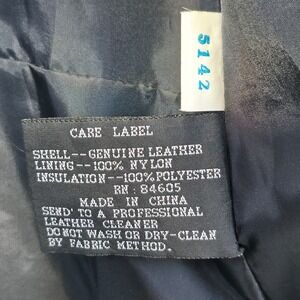 5142
CARE LABEL
SHELL--GENUINE LEATHER
LINING--100% NYLON
INSULATION--100%POLYESTER
RN: 84605
MADE IN CHINA
SEND' TO A PROFESSIONAL
LEATHER CLEANER
DO NOT WASH OR DRY-CLEAN
BY FABRIC METHOD.